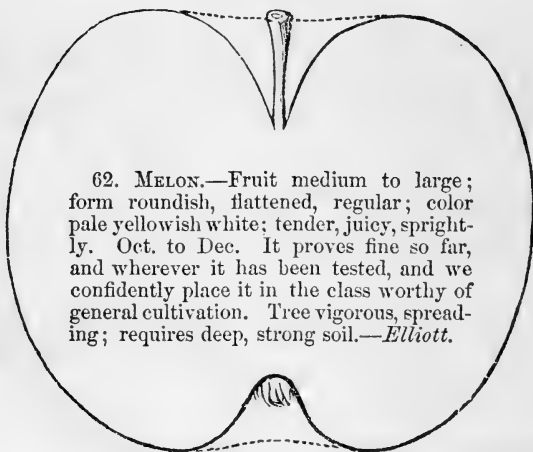 62. MELON.—Fruit medium to large;
form roundish, flattened, regular; color
pale yellowish white; tender, juicy, spright-
ly. Oct. to Dec. It proves fine so far,
and wherever it has been tested, and we
confidently place it in the class worthy of
general cultivation. Tree vigorous, spread-
ing; requires deep, strong soil.—Elliott.